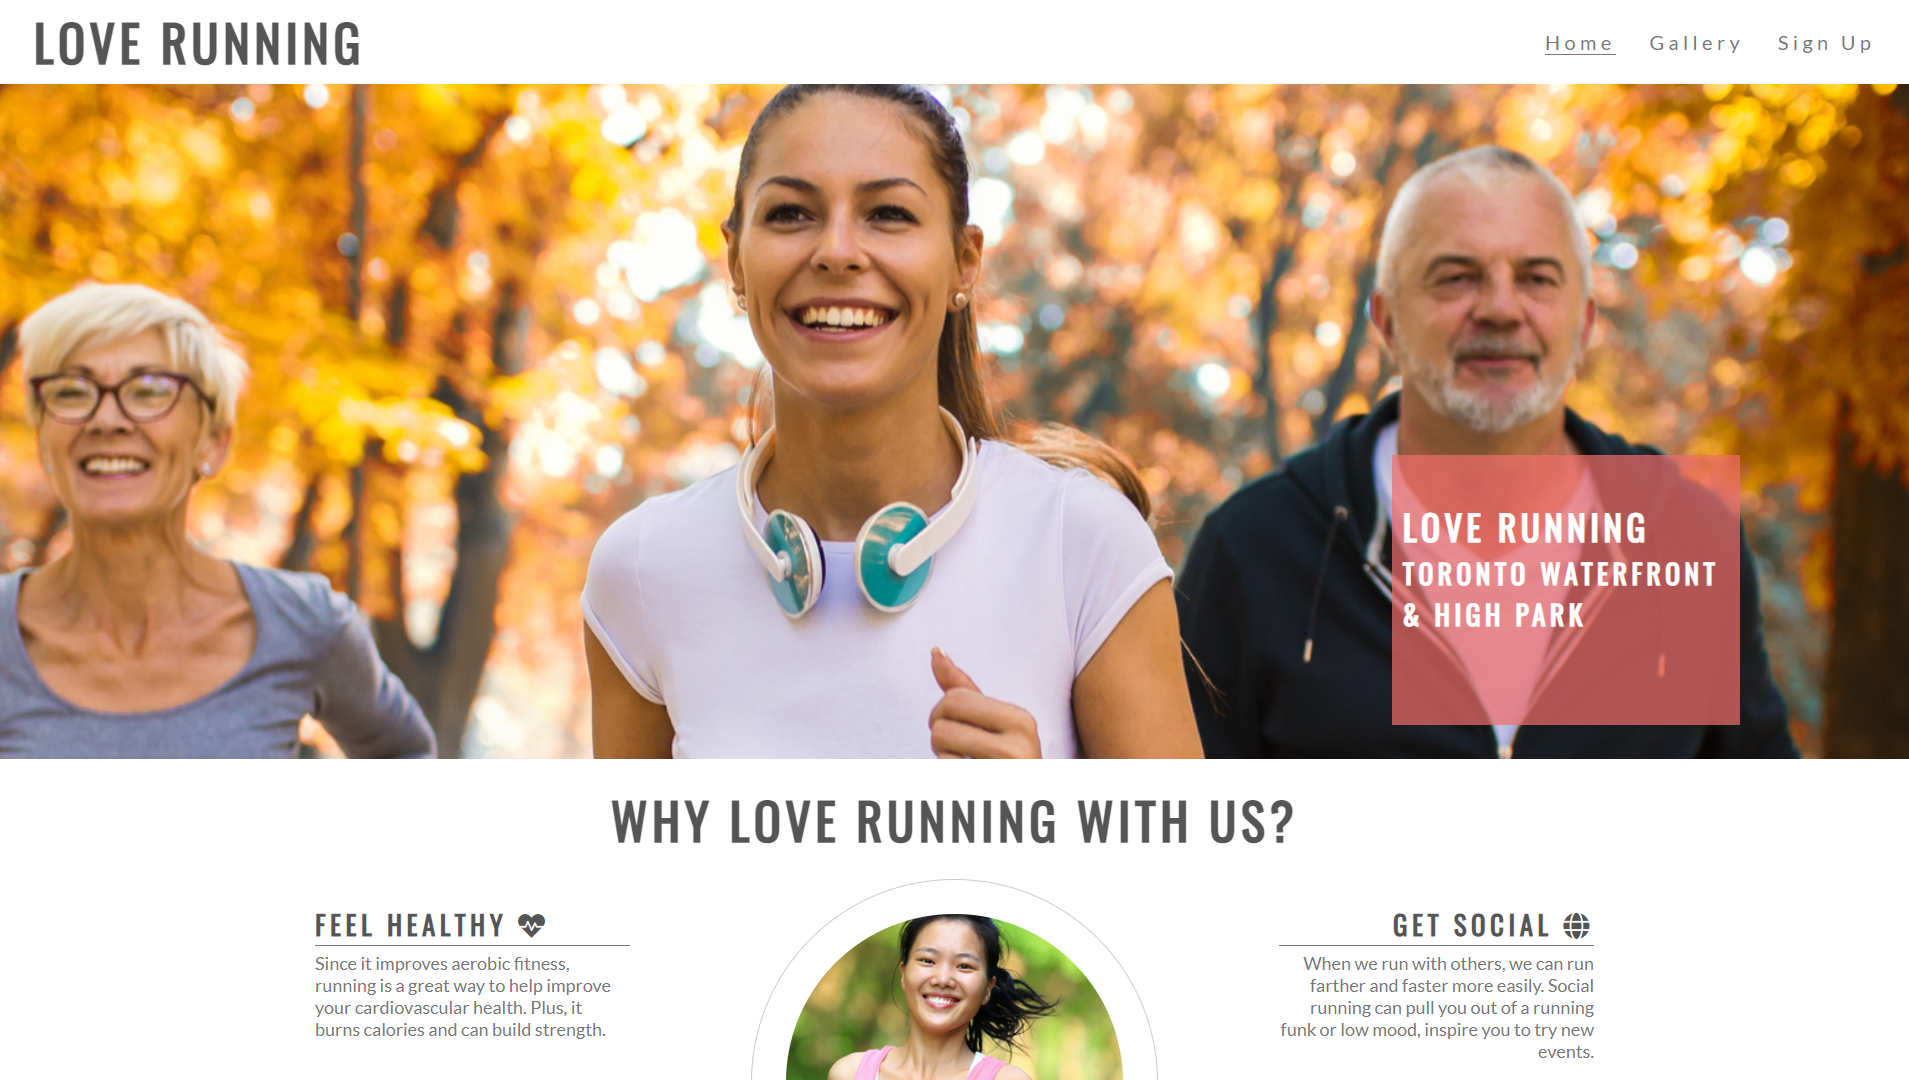 LOVE RUNNING
Home Gallery Sign Up
LOVE RUNNING
TORONTO WATERFRONT
& HIGH PARK
WHY LOVE RUNNING WITH US?
FEEL HEALTHY
Since it improves aerobic fitness,
running is a great way to help improve
your cardiovascular health. Plus, it
burns calories and can build strength.
GET SOCIAL
When we run with others, we can run
farther and faster more easily. Social
running can pull you out of a running
funk or low mood, inspire you to try new
events.